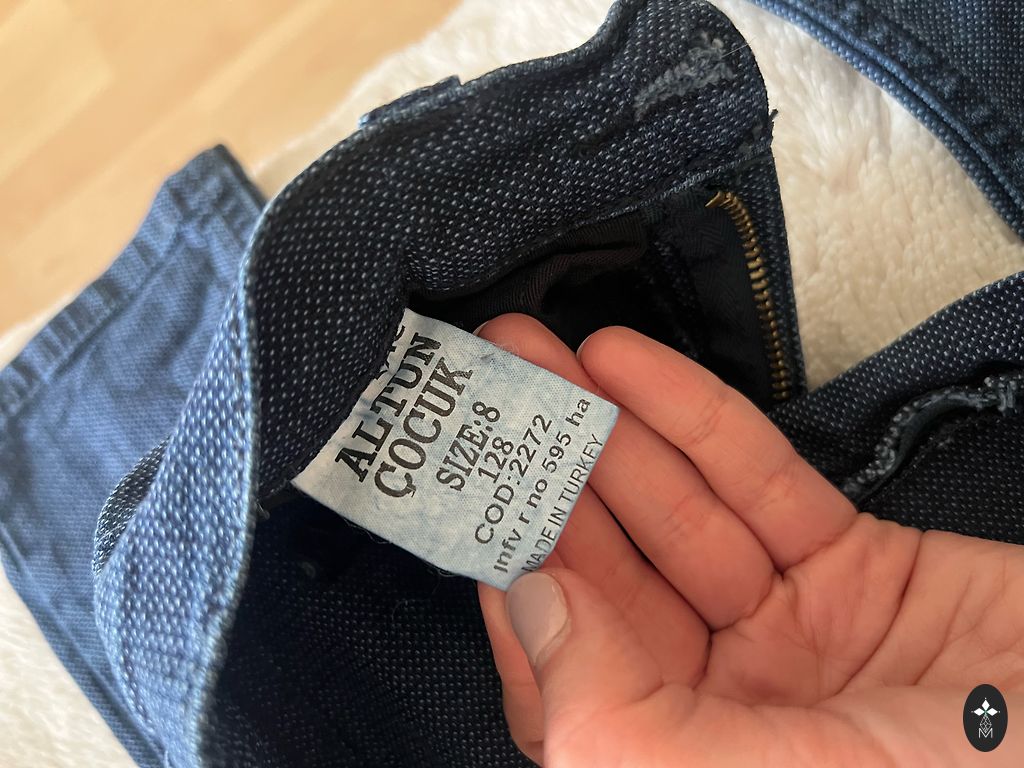 ALTUN
ÇOCUK
SIZE:8
128
COD:2272
Infv r no 595 ha
MADE IN TURKEY
M